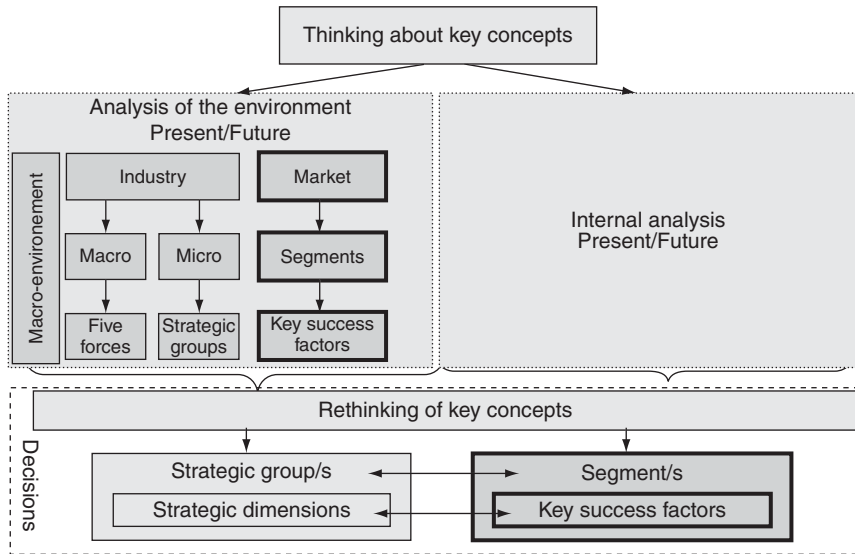 Thinking about key concepts
Analysis of the environment
Present/Future
Macro-environement
Industry
Market
Macro
Micro
Segments
Five
forces
Strategic
groups
Key success
factors
Internal analysis
Present/Future
Decisions
Rethinking of key concepts
Strategic group/s
Segment/s
Strategic dimensions
Key success factors